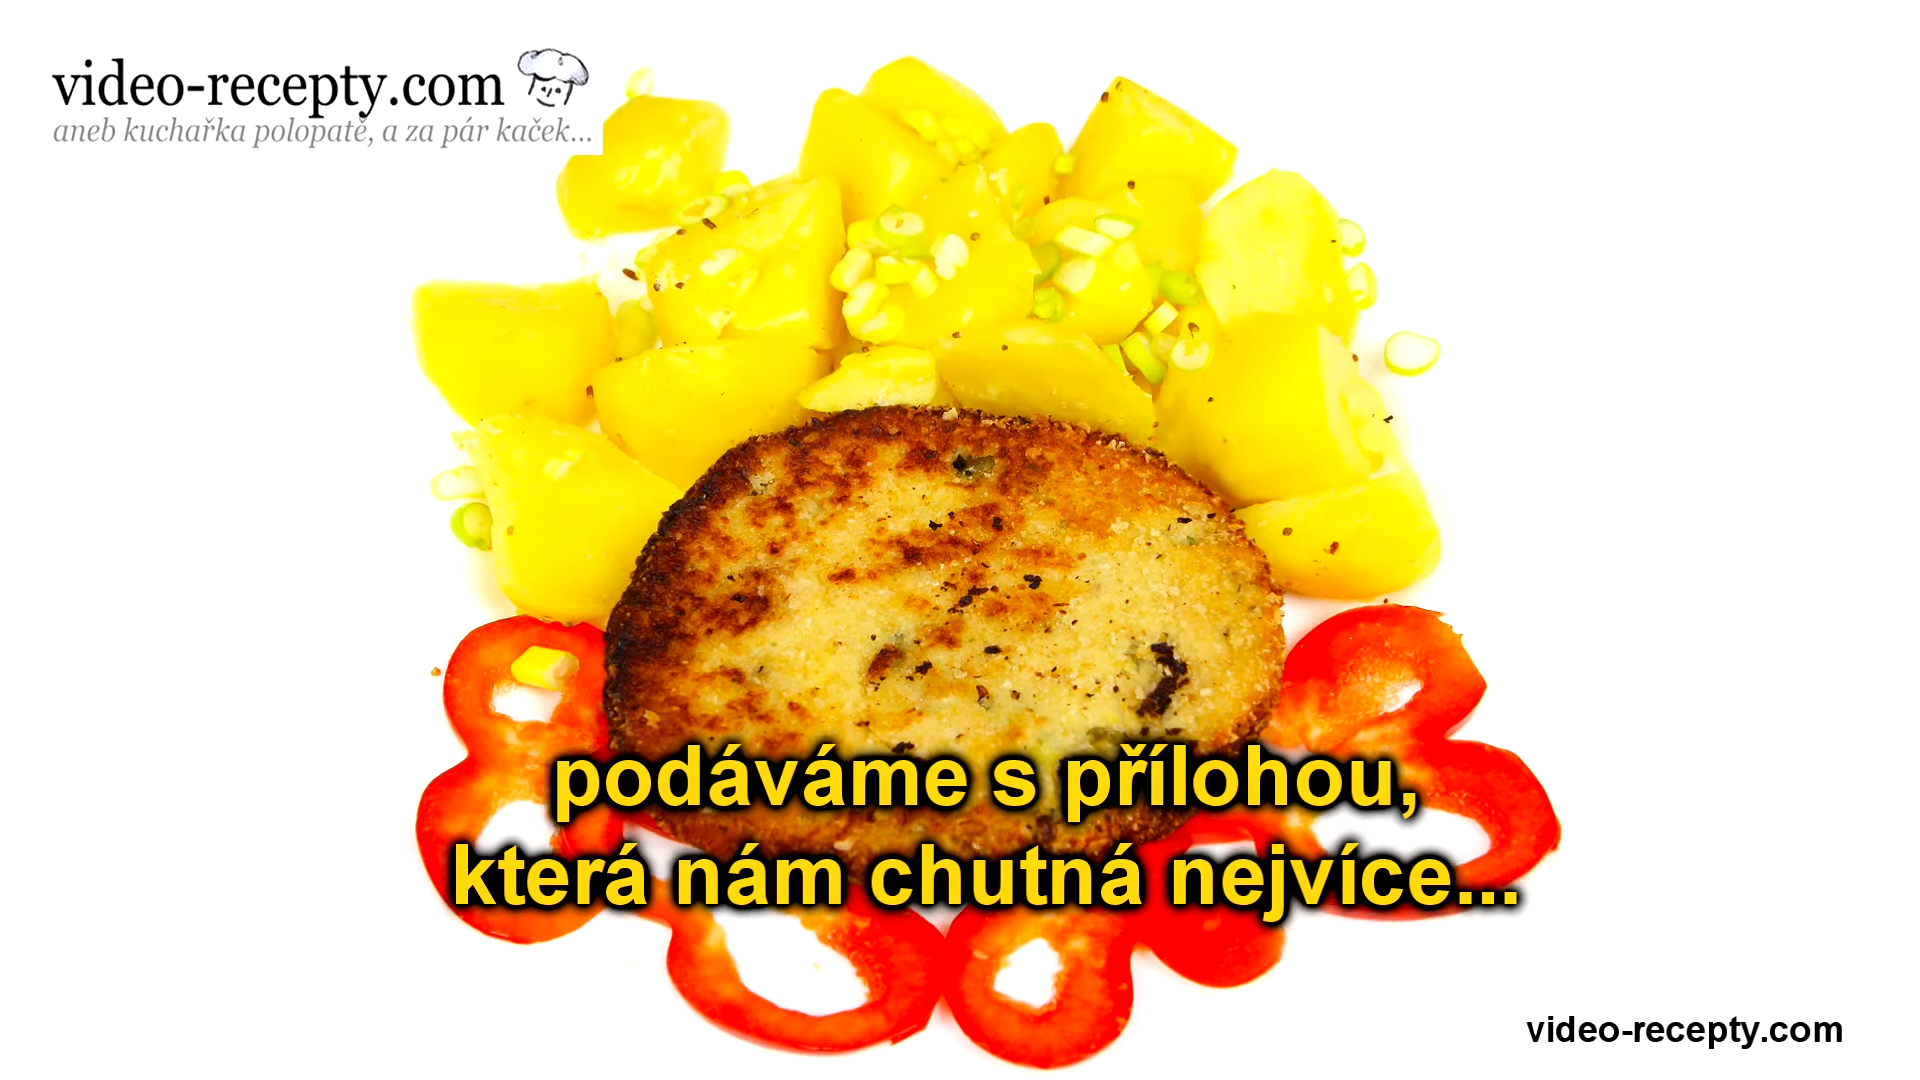 video-recepty.com
aneb kuchařka polopatě, a za pár kaček...
podáváme s přílohou,
která nám chutná nejvíce...
video-recepty.com